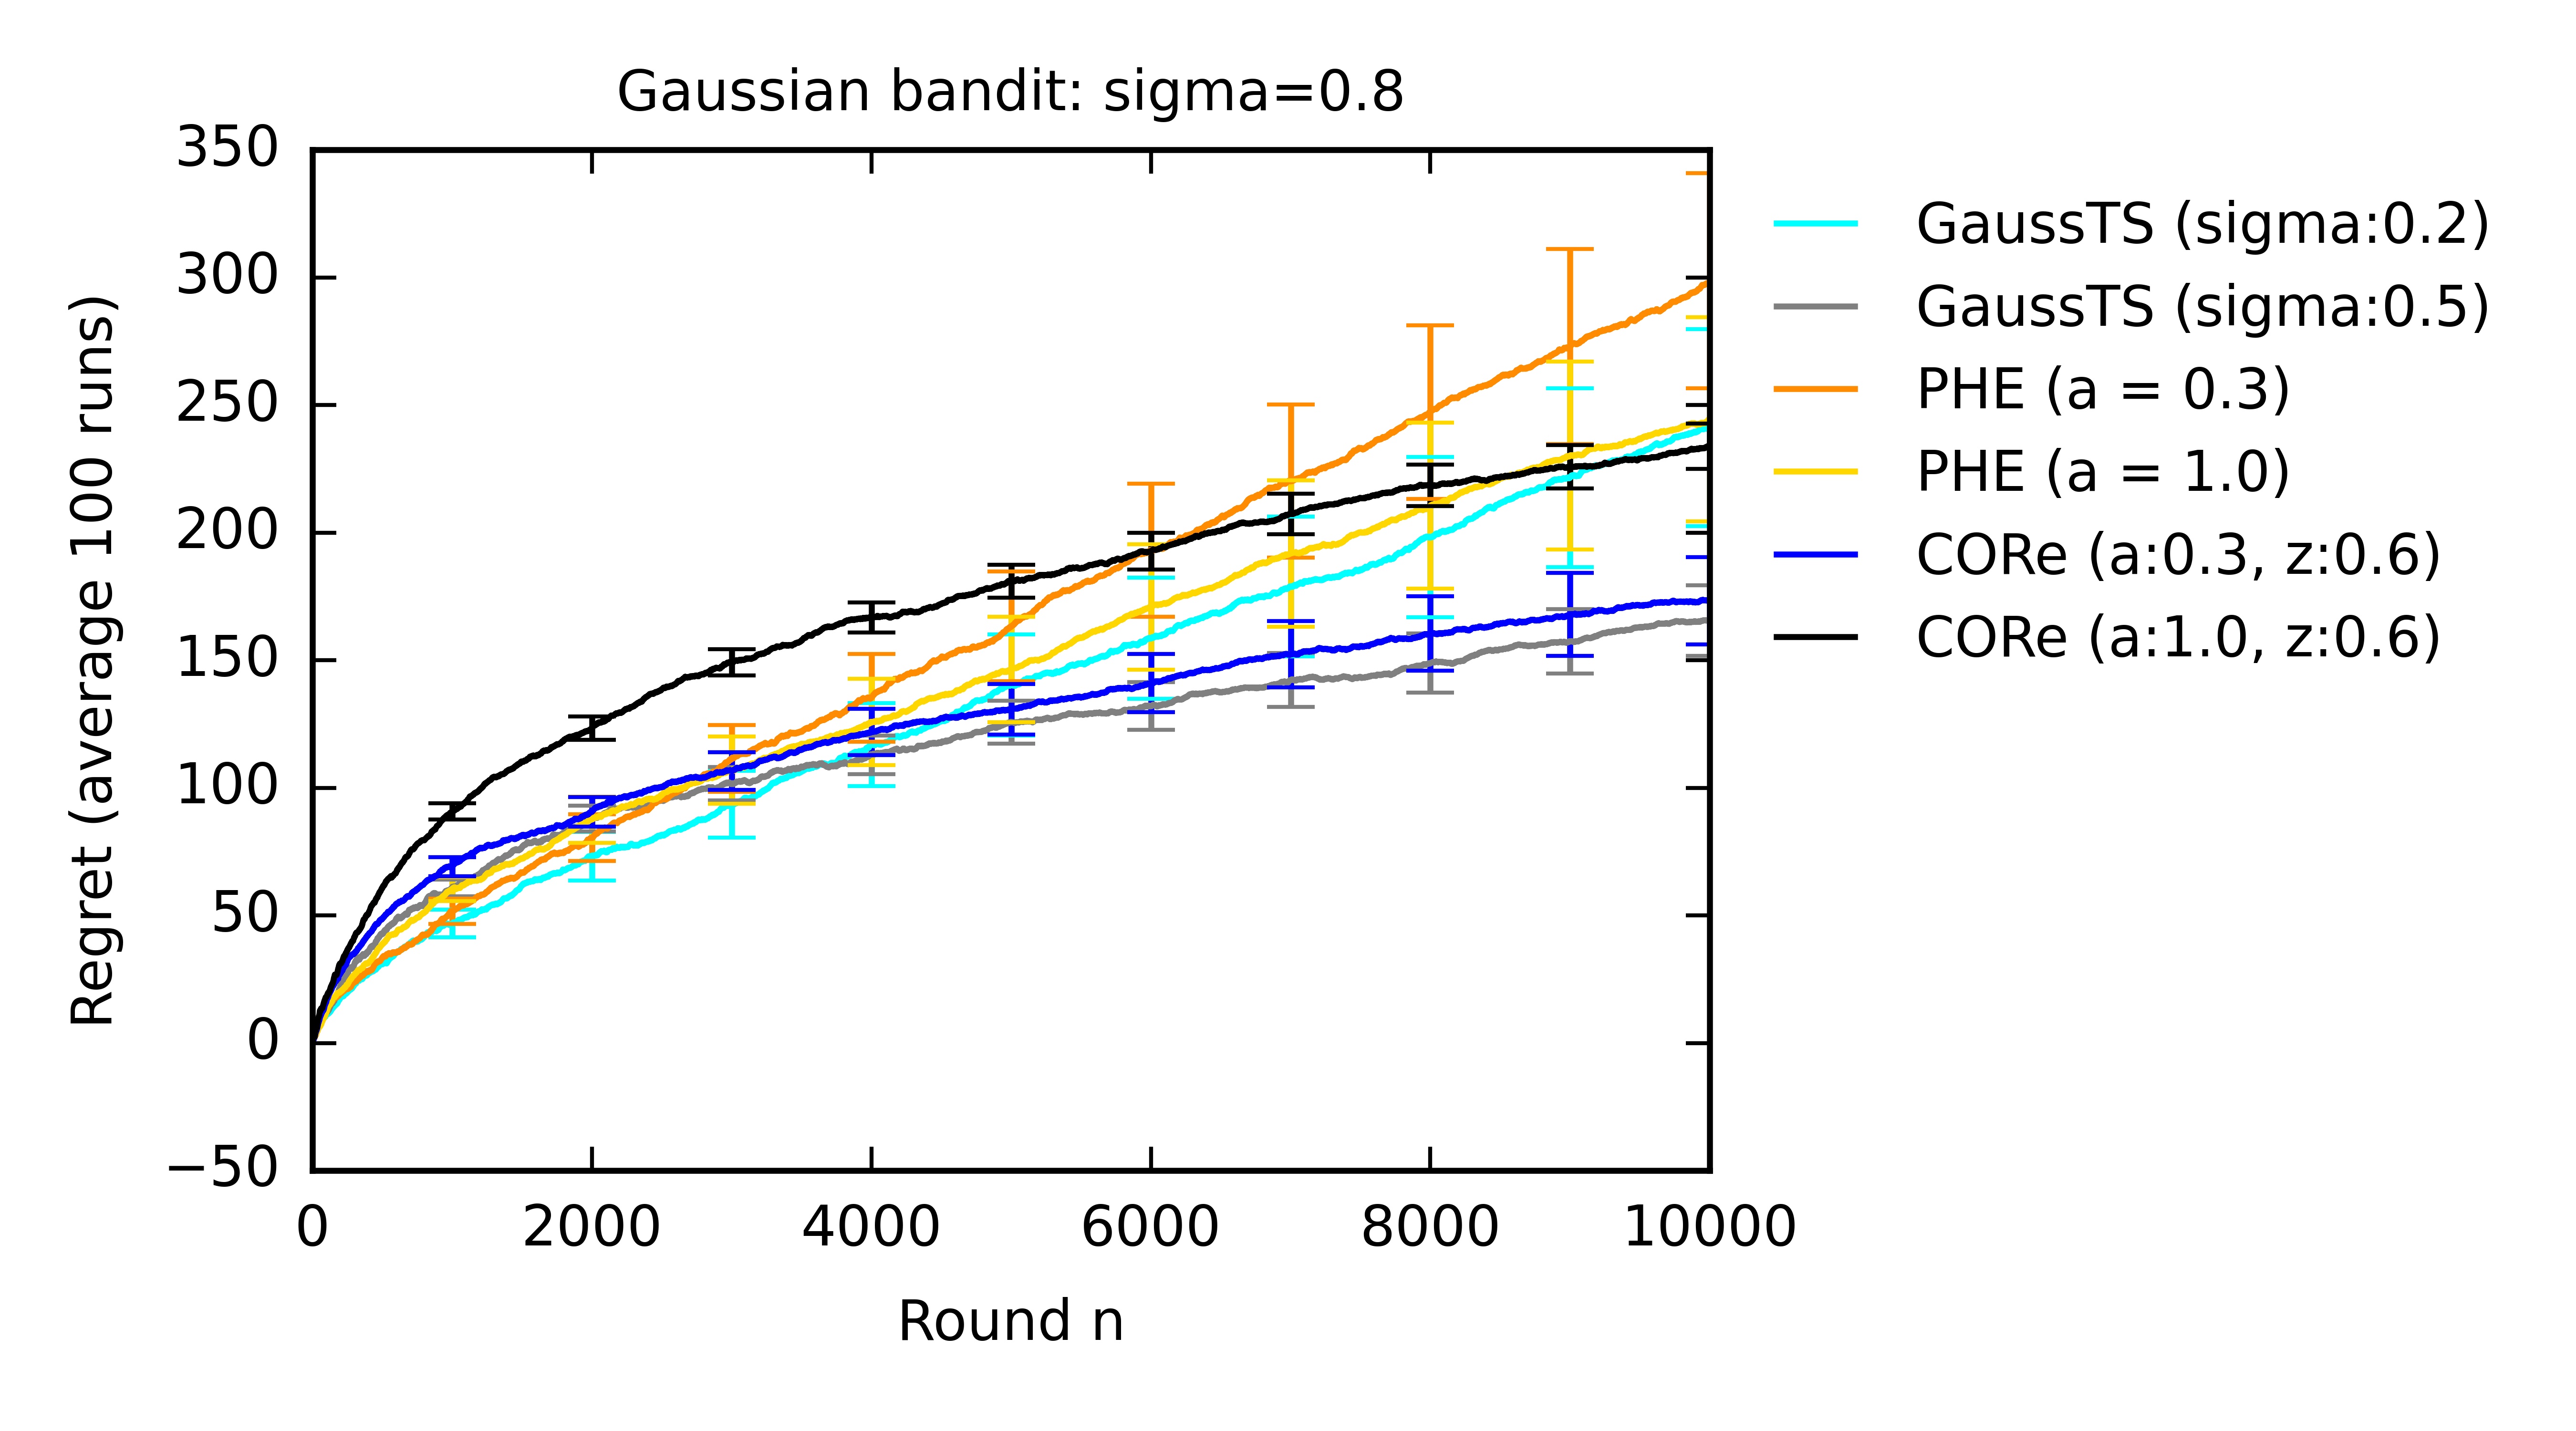 Gaussian bandit: sigma=0.8
Regret (average 100 runs)
350
300
250
200
150
100
50
0
−50
0 2000 4000 6000 8000 10000
Round n
GaussTS (sigma:0.2)
GaussTS (sigma:0.5)
PHE (a = 0.3)
PHE (a = 1.0)
CORe (a:0.3, z:0.6)
CORe (a:1.0, z:0.6)